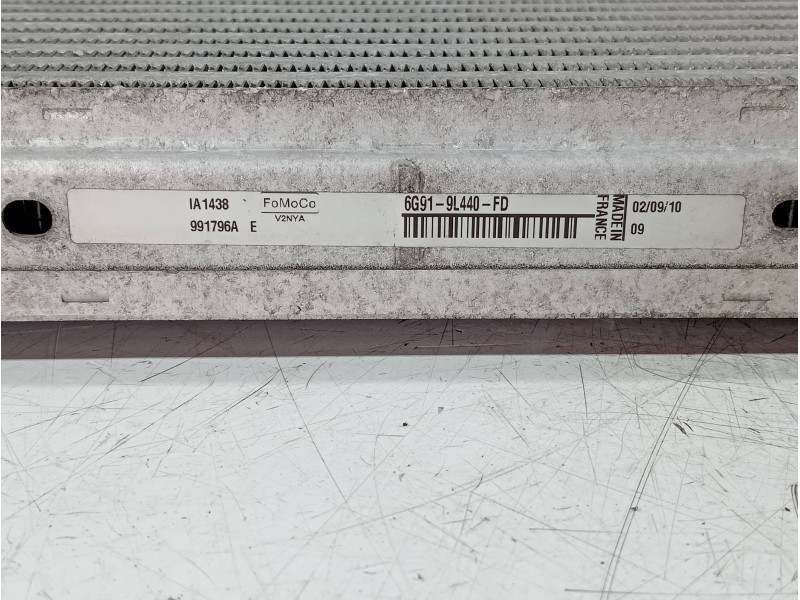 IA1438
991796A E
FoMoCo
V2NYA
6G91-9L440-FD
MADE IN
FRANCE
02/09/10
09